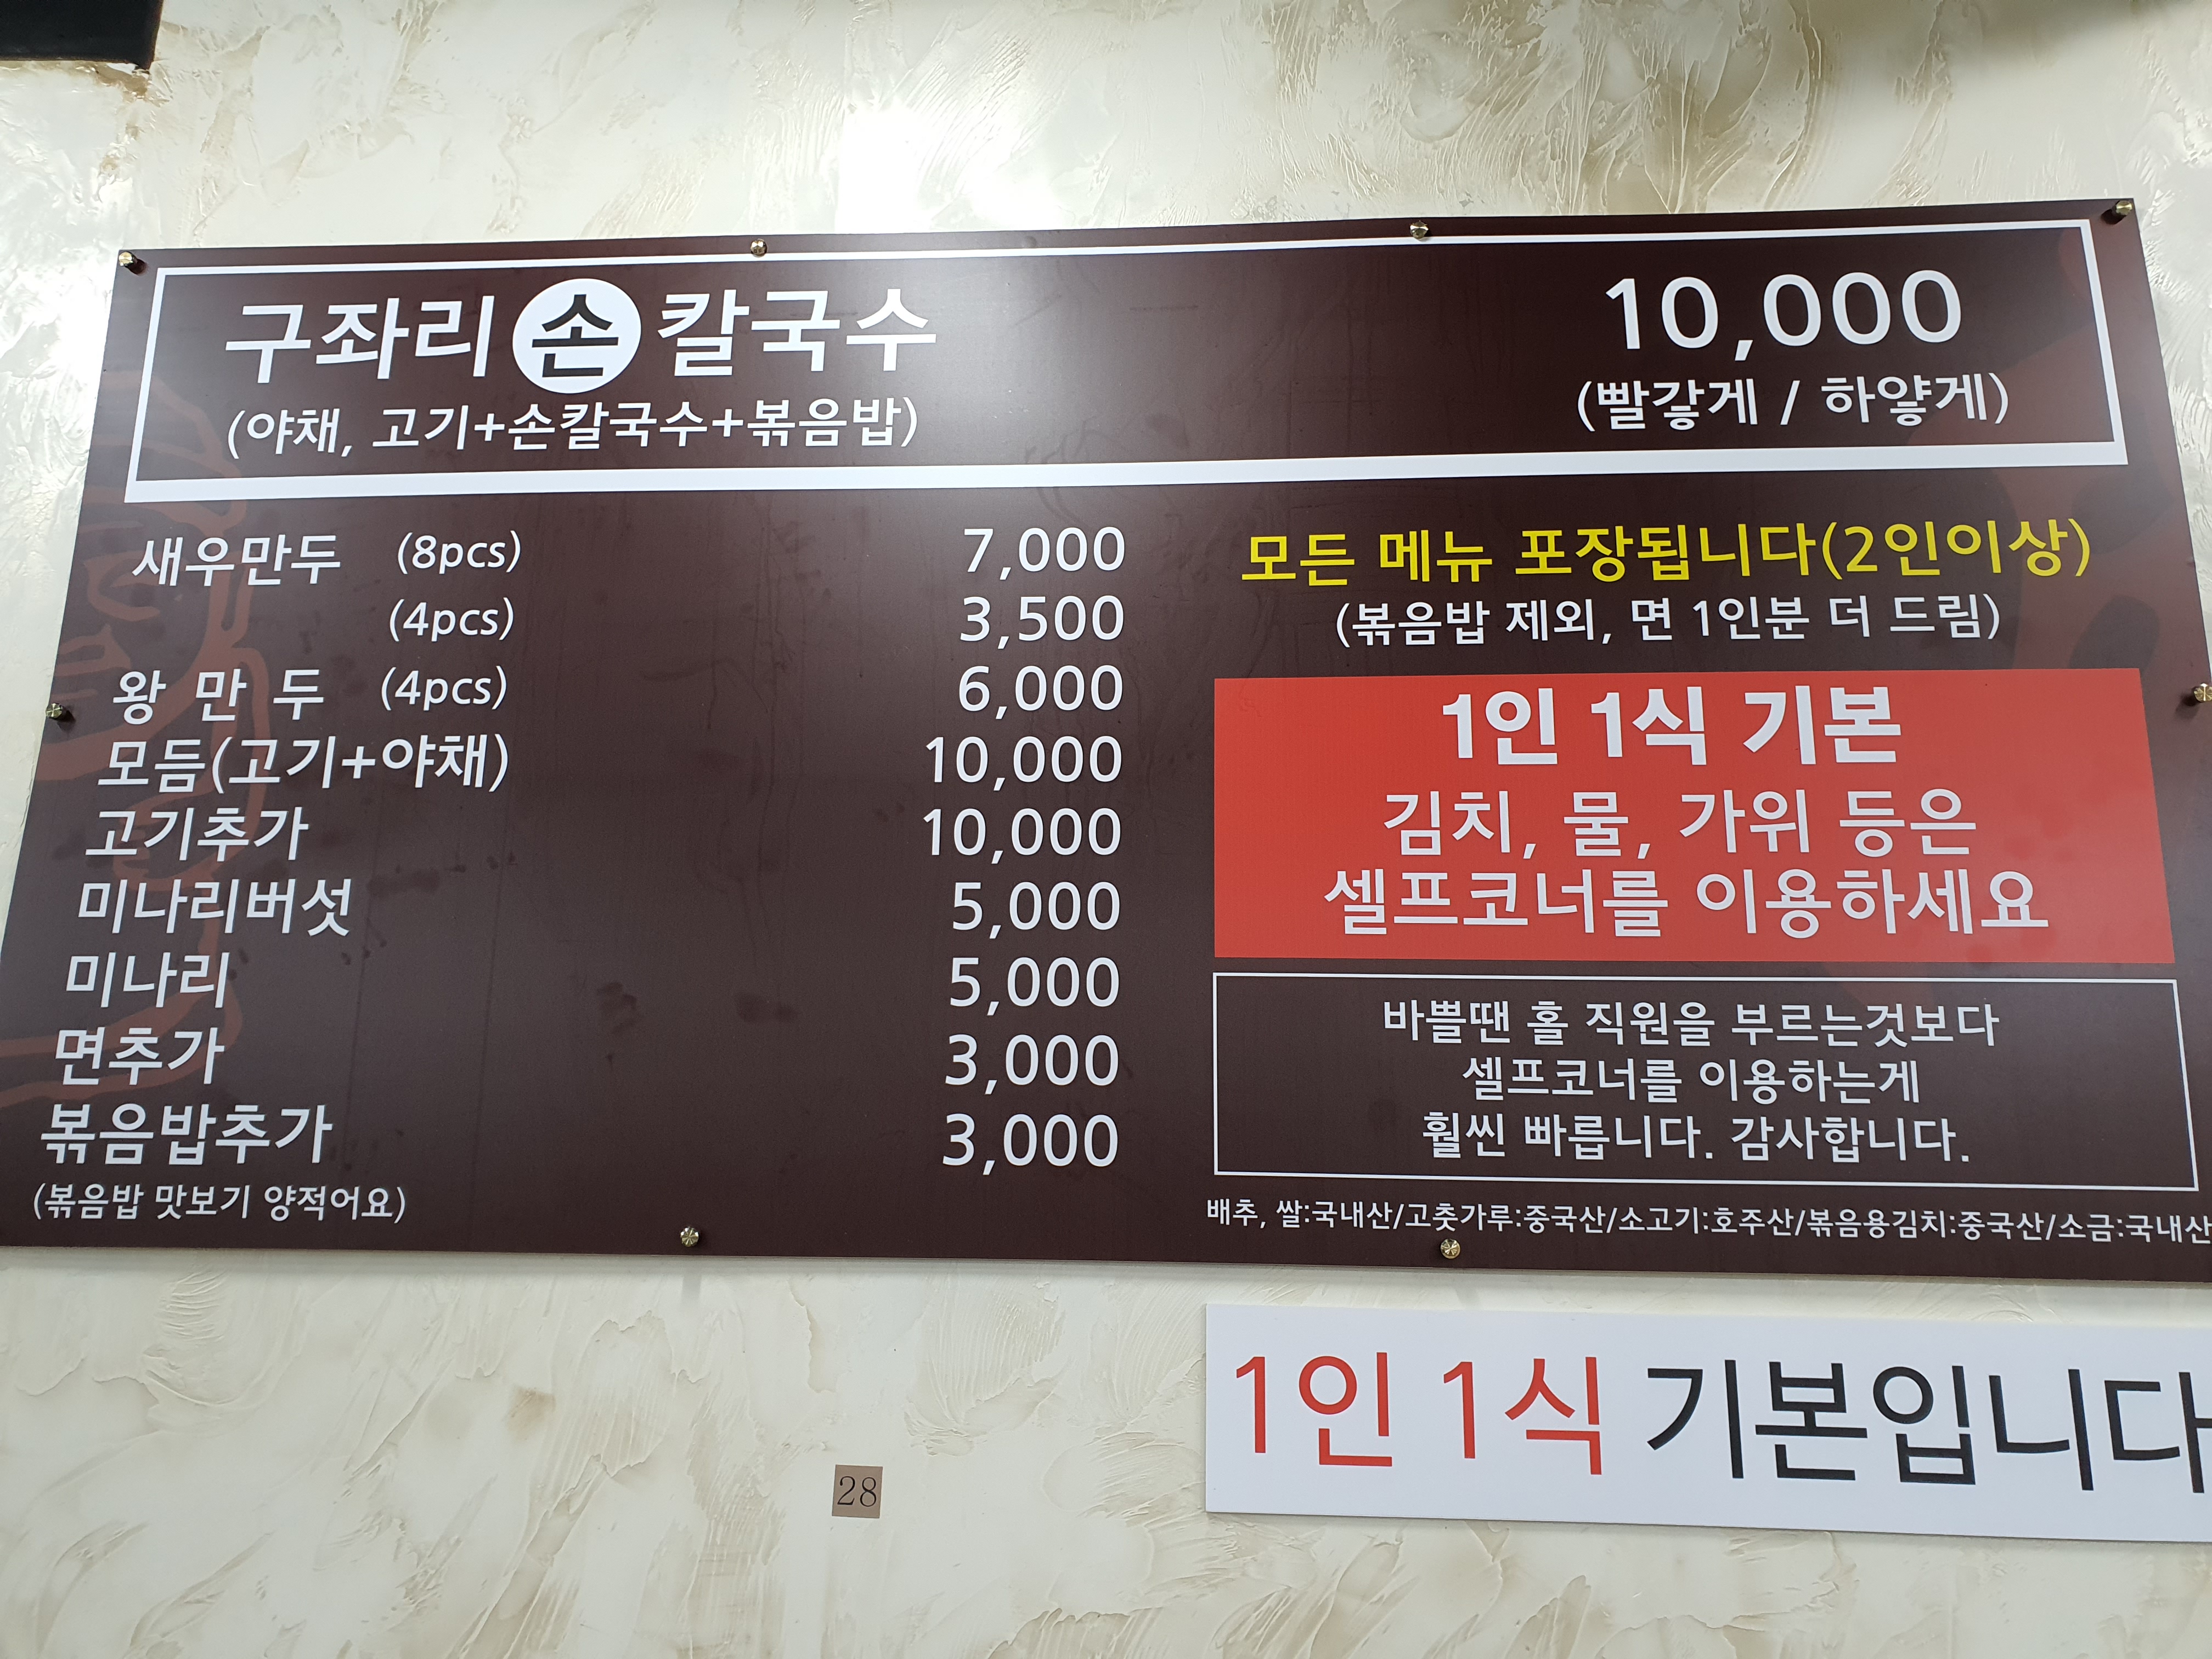 구좌리 손 칼국수 10,000
(야채, 고기+손칼국수+볶음밥) (빨갛게 / 하얗게)
새우만두 (8pcs) 7,000
(4pcs) 3,500
왕 만 두 (4pcs) 6,000
모듬(고기+야채) 10,000
고기추가 10,000
미나리버섯 5,000
미나리 5,000
면추가 3,000
볶음밥추가 3,000
(볶음밥 맛보기 양적어요)
모든 메뉴 포장됩니다(2인이상)
(볶음밥 제외, 면 1인분 더 드림)
1인 1식 기본
김치, 물, 가위 등은
셀프코너를 이용하세요
바쁠땐 홀 직원을 부르는것보다
셀프코너를 이용하는게
훨씬 빠릅니다. 감사합니다.
배추, 쌀:국내산/고춧가루:중국산/소고기:호주산/볶음용김치:중국산/소금:국내산
1인 1식 기본입니다
28